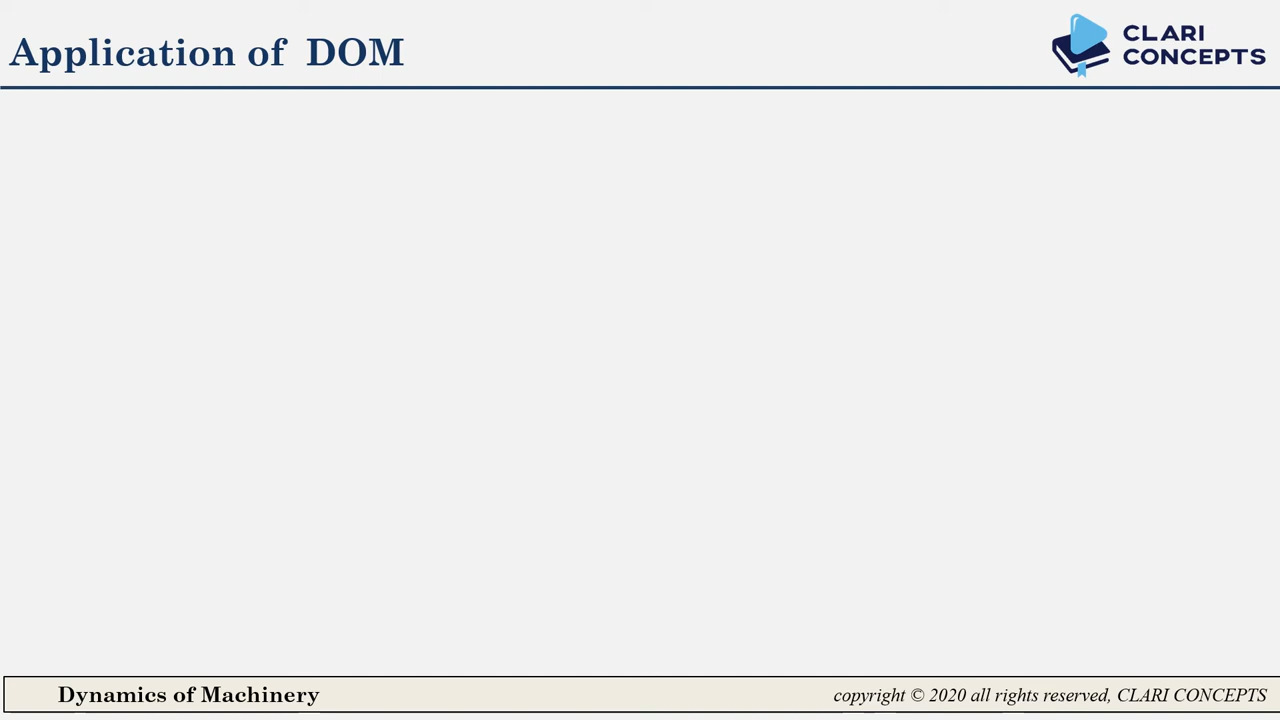 Application of  DOM
CLARI
CONCEPTS
Dynamics of Machinery
copyright © 2020 all rights reserved, CLARI CONCEPTS